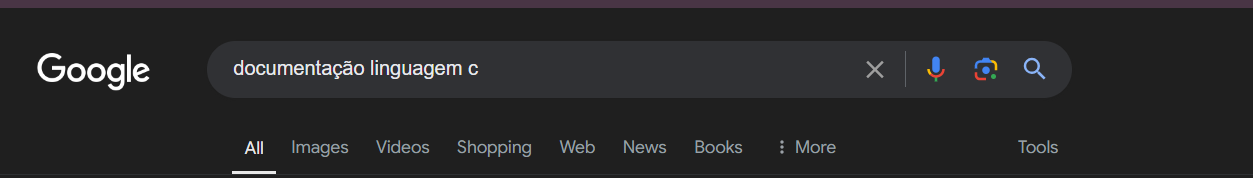 Google
documentação linguagem c
All Images Videos Shopping Web News Books More Tools